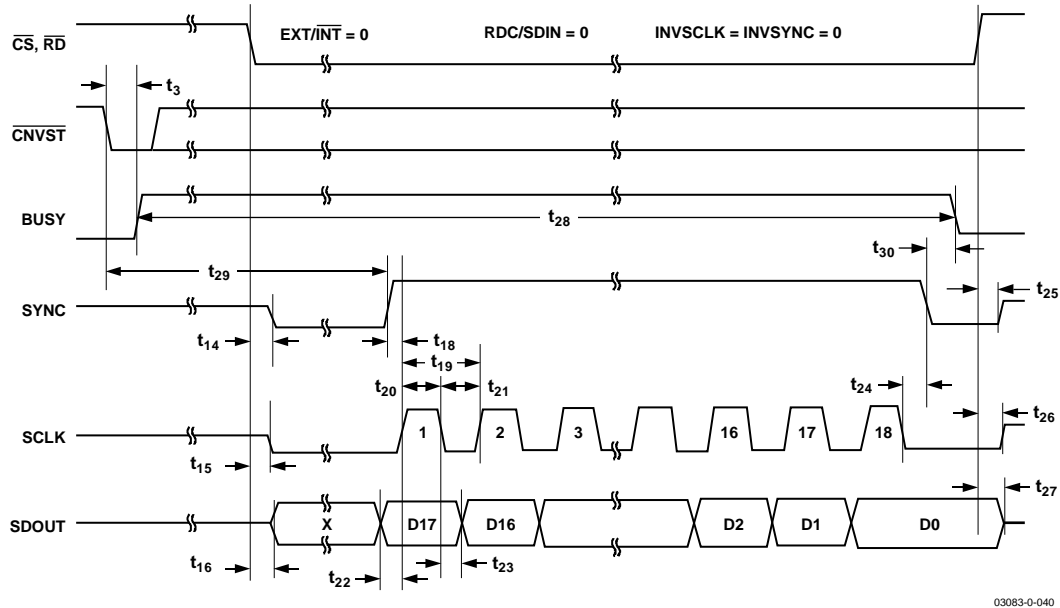 EXT/INT = 0 RDC/SDIN = 0 INVSCLK = INVSYNC = 0
CS, RD
t3
CNVST
BUSY
t28
t30
t29
t25
SYNC
t14
t18
t19
t20
t21
t24
t26
SCLK
1 2 3 16 17 18
t15
t27
SDOUT
X D17 D16 D2 D1 D0
t16
t22
t23
03083-0-040